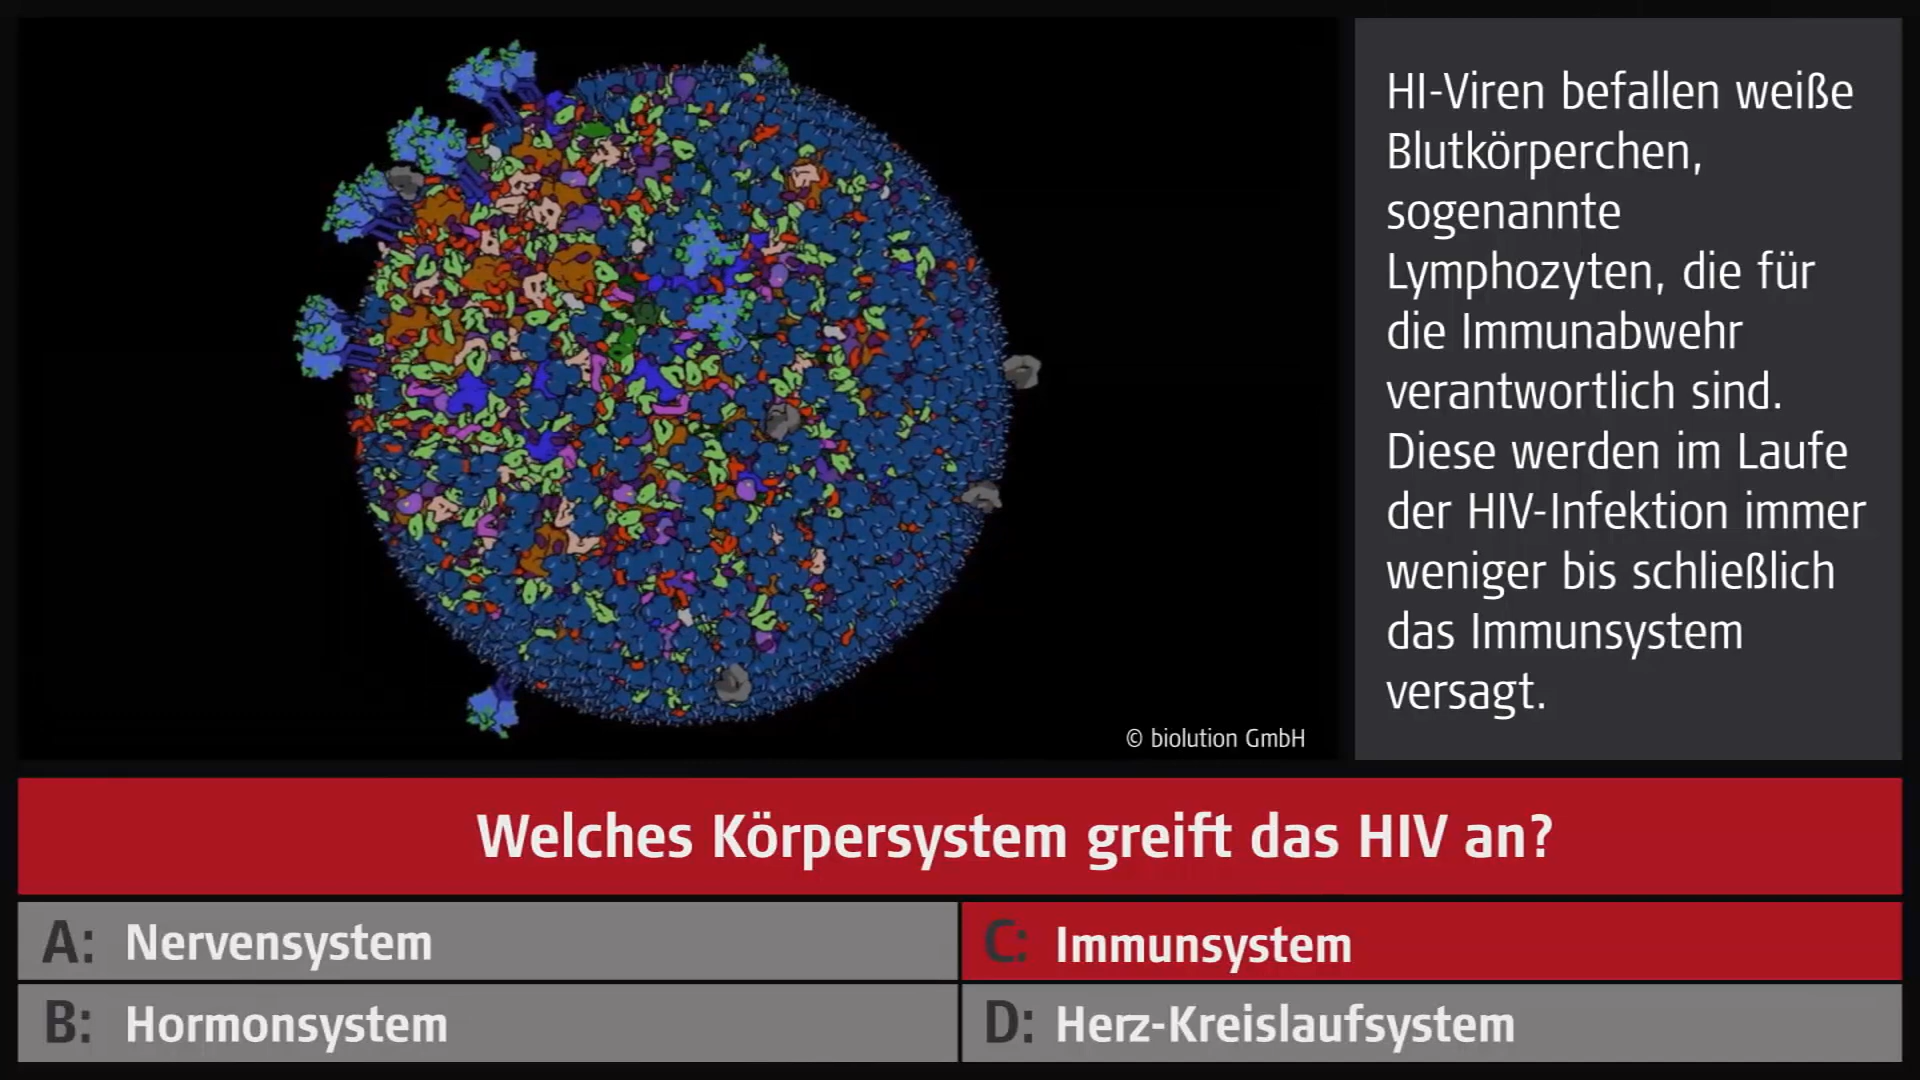 HI-Viren befallen weiße
Blutkörperchen,
sogenannte
Lymphozyten, die für
die Immunabwehr
verantwortlich sind.
Diese werden im Laufe
der HIV-Infektion immer
weniger bis schließlich
das Immunsystem
versagt.
© biolution GmbH
Welches Körpersystem greift das HIV an?
A: Nervensystem
B: Hormonsystem
C: Immunsystem
D: Herz-Kreislaufsystem